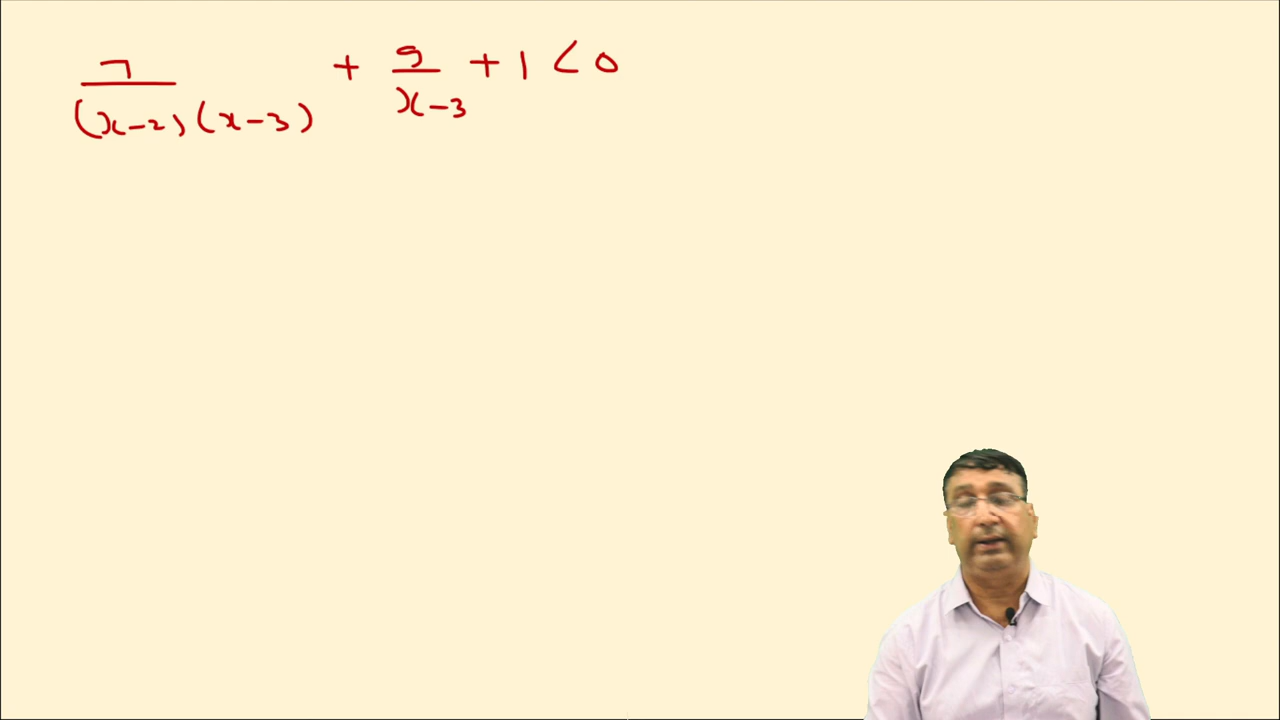 7/((x-2)(x-3)) + 9/(x-3) + 1 < 0